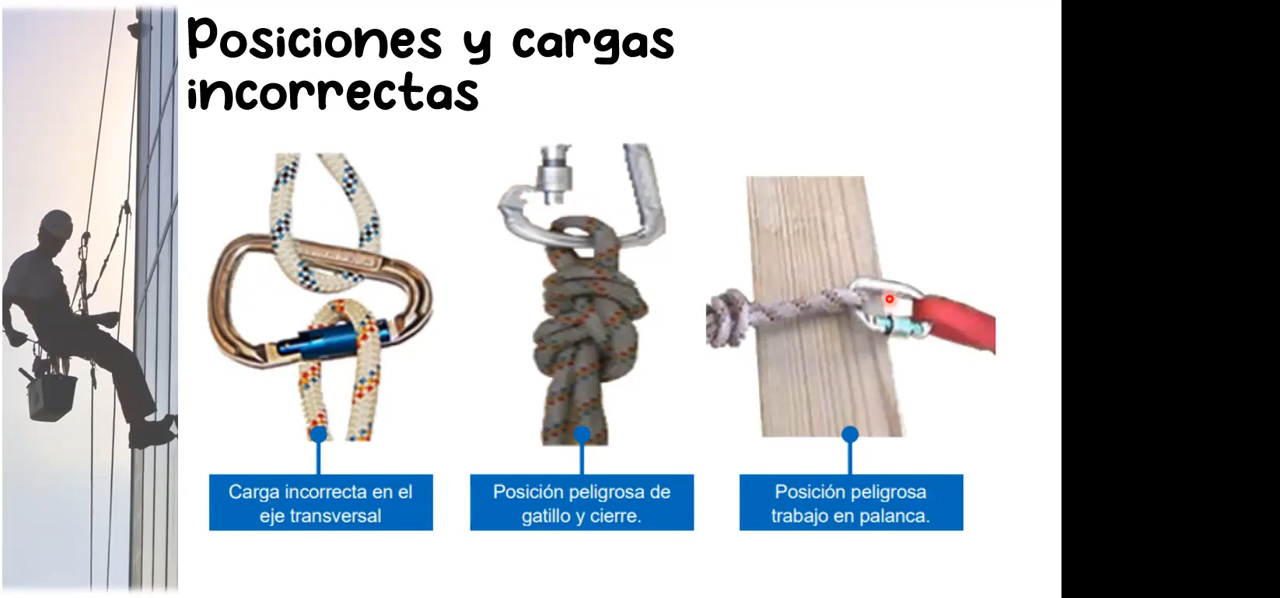 Posiciones y cargas
incorrectas
Carga incorrecta en el
eje transversal
Posición peligrosa de
gatillo y cierre.
Posición peligrosa
trabajo en palanca.